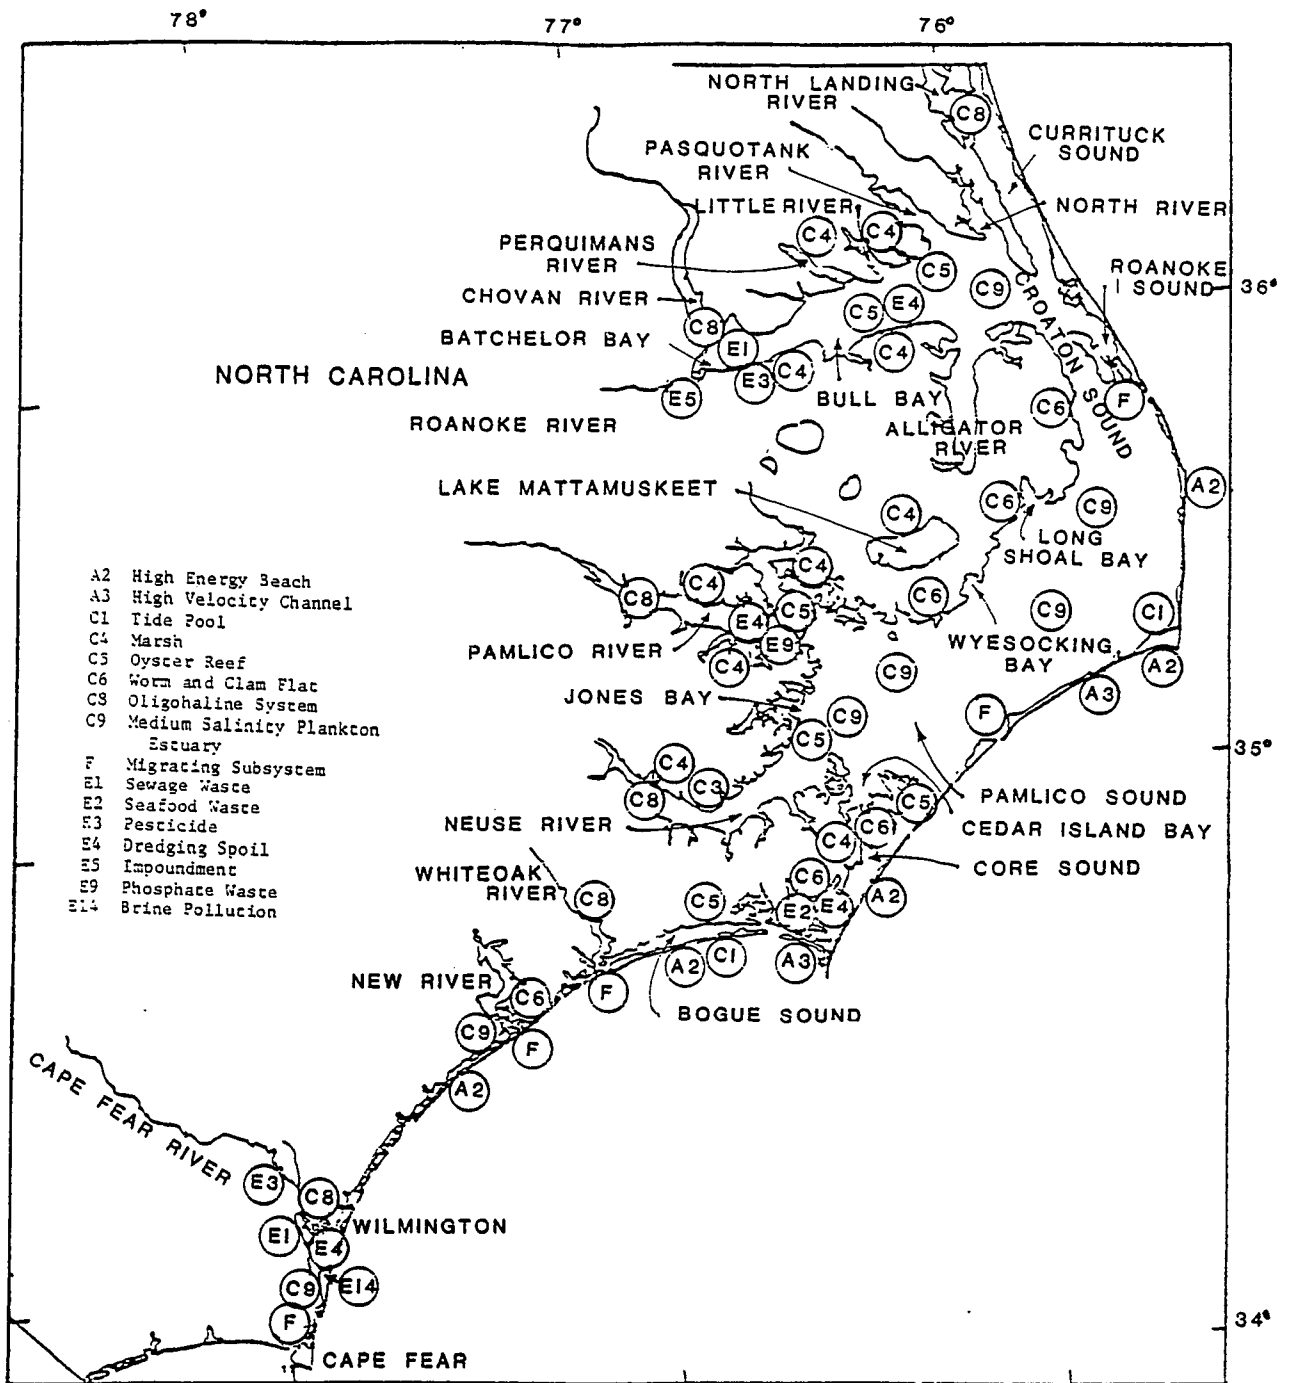 78°
77°
76°
NORTH LANDING
RIVER
C8
CURRITUCK
SOUND
PASQUOTANK
RIVER
LITTLE RIVER
NORTH RIVER
C4
C4
PERQUIMANS
RIVER
C5
ROANOKE
SOUND
36°
CHOVAN RIVER
C9
CROATON SOUND
C5
E4
C8
BATCHELOR BAY
E1
C4
NORTH CAROLINA
E3
C4
E5
BULL BAY
C6
F
ROANOKE RIVER
ALLIGATOR
RIVER
LAKE MATTAMUSKEET
A2
C6
C9
C4
LONG
SHOAL BAY
C4
C4
C8
C6
C5
C9
C1
E4
WYESOCKING
BAY
PAMLICO RIVER
E9
C4
C9
A2
JONES BAY
A3
C9
F
C5
35°
C4
C3
C8
PAMLICO SOUND
C5
NEUSE RIVER
C6
CEDAR ISLAND BAY
C4
CORE SOUND
WHITEOAK
RIVER
C6
C8
C5
E2
E4
A2
C1
A2
A3
NEW RIVER
F
C6
BOGUE SOUND
C9
F
A2
CAPE FEAR RIVER
E3
C8
WILMINGTON
E1
E4
C9
E14
F
34°
CAPE FEAR
A2 High Energy Beach
A3 High Velocity Channel
C1 Tide Pool
C4 Marsh
C5 Oyster Reef
C6 Worm and Clam Flat
C8 Oligohaline System
C9 Medium Salinity Plankton
Estuary
F Migrating Subsystem
E1 Sewage Waste
E2 Seafood Waste
E3 Pesticide
E4 Dredging Spoil
E5 Impoundment
E9 Phosphate Waste
E14 Brine Pollution